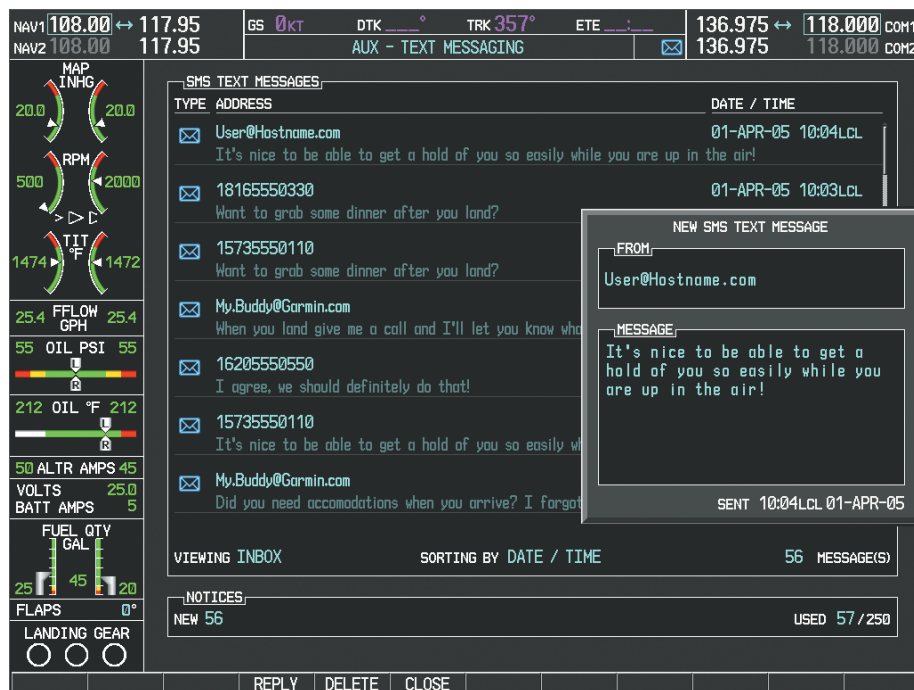 NAV1 108.00 ↔ 117.95
NAV2 108.00 117.95
GS 0KT DTK ___° TRK 357° ETE __:__
AUX - TEXT MESSAGING
136.975 ↔ 118.000 COM1
136.975 118.000 COM2
MAP
INHG
20.0 20.0
RPM
500 2000
TIT
°F
1474 1472
25.4 FFLOW GPH 25.4
55 OIL PSI 55
L
R
212 OIL °F 212
L
R
50 ALTR AMPS 45
VOLTS 25.0
BATT AMPS 5
FUEL QTY
GAL
25 45 20
FLAPS 0°
LANDING GEAR
SMS TEXT MESSAGES
TYPE ADDRESS DATE / TIME
User@Hostname.com 01-APR-05 10:04LCL
It's nice to be able to get a hold of you so easily while you are up in the air!
18165550330 01-APR-05 10:03LCL
Want to grab some dinner after you land?
15735550110
Want to grab some dinner after you land?
My.Buddy@Garmin.com
When you land give me a call and I'll let you know wha
16205550550
I agree, we should definitely do that!
15735550110
It's nice to be able to get a hold of you so easily wh
My.Buddy@Garmin.com
Did you need accomodations when you arrive? I forgot
VIEWING INBOX SORTING BY DATE / TIME 56 MESSAGE(S)
NOTICES
NEW 56 USED 57/250
NEW SMS TEXT MESSAGE
FROM
User@Hostname.com
MESSAGE
It's nice to be able to get a
hold of you so easily while you
are up in the air!
SENT 10:04LCL 01-APR-05
REPLY DELETE CLOSE